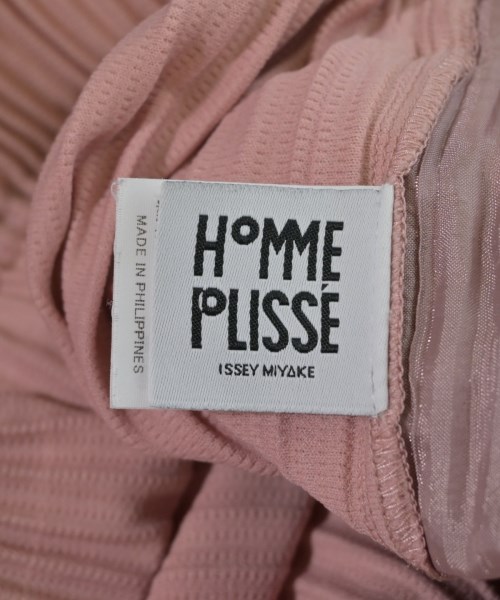 HOMME
PLISSÉ
ISSEY MIYAKE
MADE IN PHILIPPINES